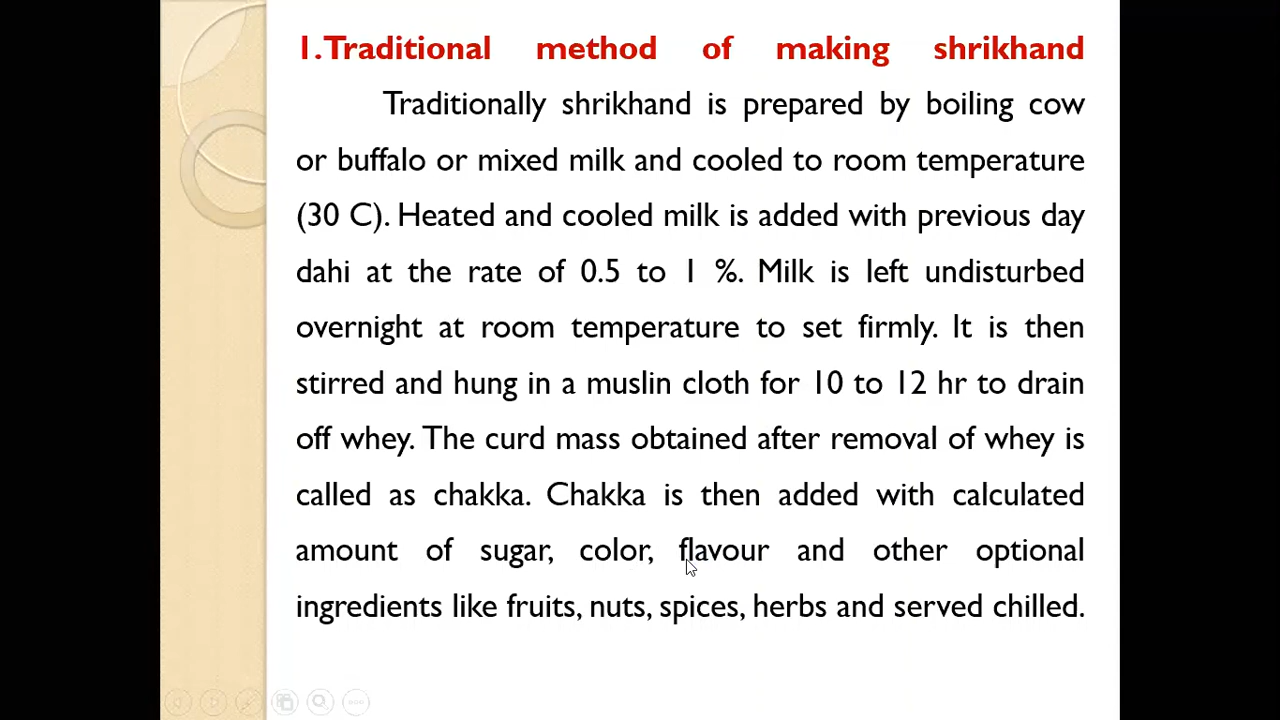 1.Traditional method of making shrikhand
Traditionally shrikhand is prepared by boiling cow
or buffalo or mixed milk and cooled to room temperature
(30 C). Heated and cooled milk is added with previous day
dahi at the rate of 0.5 to 1 %. Milk is left undisturbed
overnight at room temperature to set firmly. It is then
stirred and hung in a muslin cloth for 10 to 12 hr to drain
off whey. The curd mass obtained after removal of whey is
called as chakka. Chakka is then added with calculated
amount of sugar, color, flavour and other optional
ingredients like fruits, nuts, spices, herbs and served chilled.